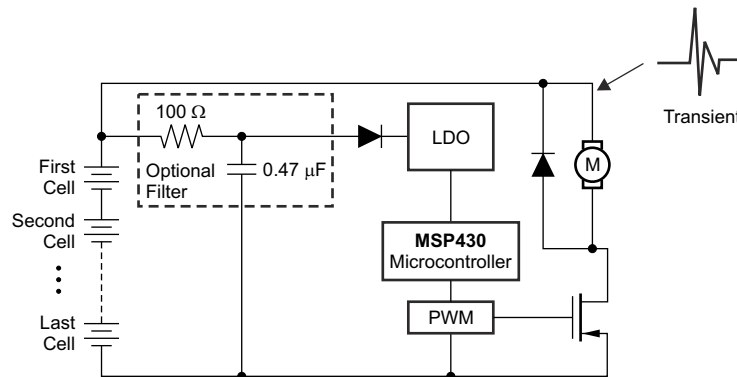 Transient
100 Ω
LDO
Optional
Filter
0.47 μF
M
First
Cell
Second
Cell
MSP430
Microcontroller
PWM
Last
Cell